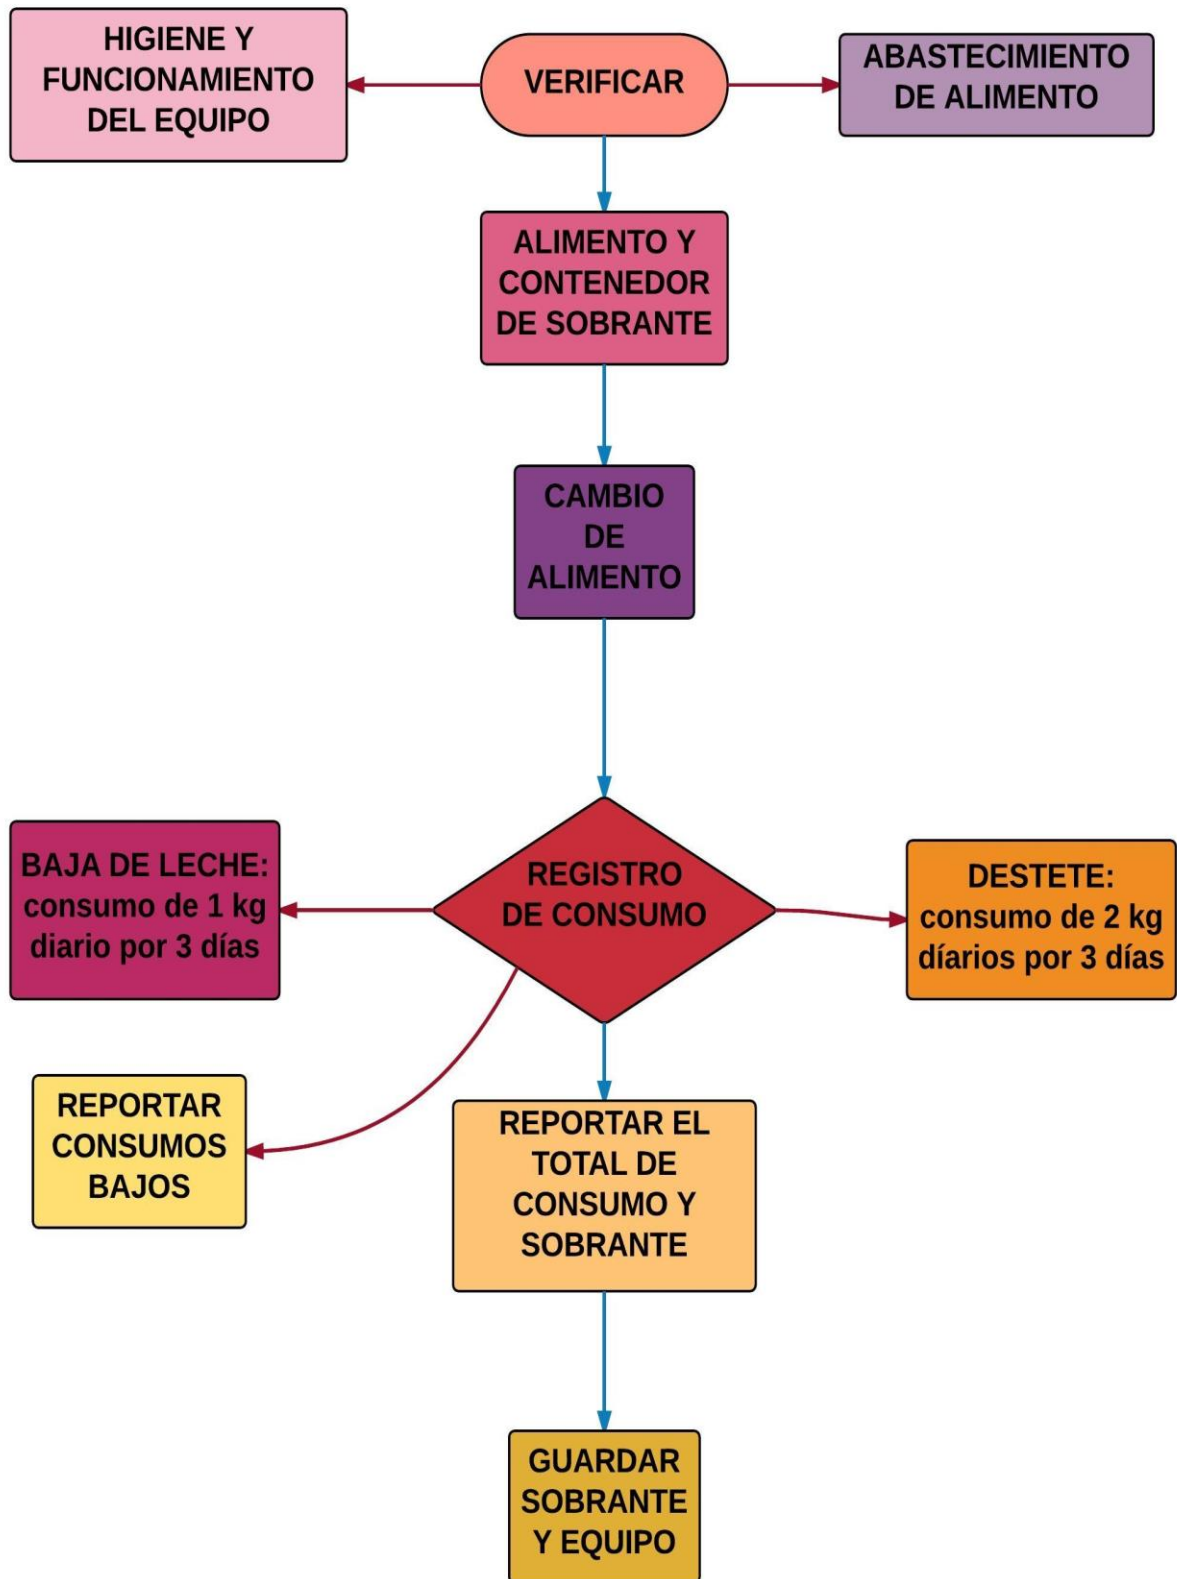 HIGIENE Y
FUNCIONAMIENTO
DEL EQUIPO
VERIFICAR
ABASTECIMIENTO
DE ALIMENTO
ALIMENTO Y
CONTENEDOR
DE SOBRANTE
CAMBIO
DE
ALIMENTO
BAJA DE LECHE:
consumo de 1 kg
diario por 3 días
REGISTRO
DE CONSUMO
DESTETE:
consumo de 2 kg
díarios por 3 días
REPORTAR
CONSUMOS
BAJOS
REPORTAR EL
TOTAL DE
CONSUMO Y
SOBRANTE
GUARDAR
SOBRANTE
Y EQUIPO